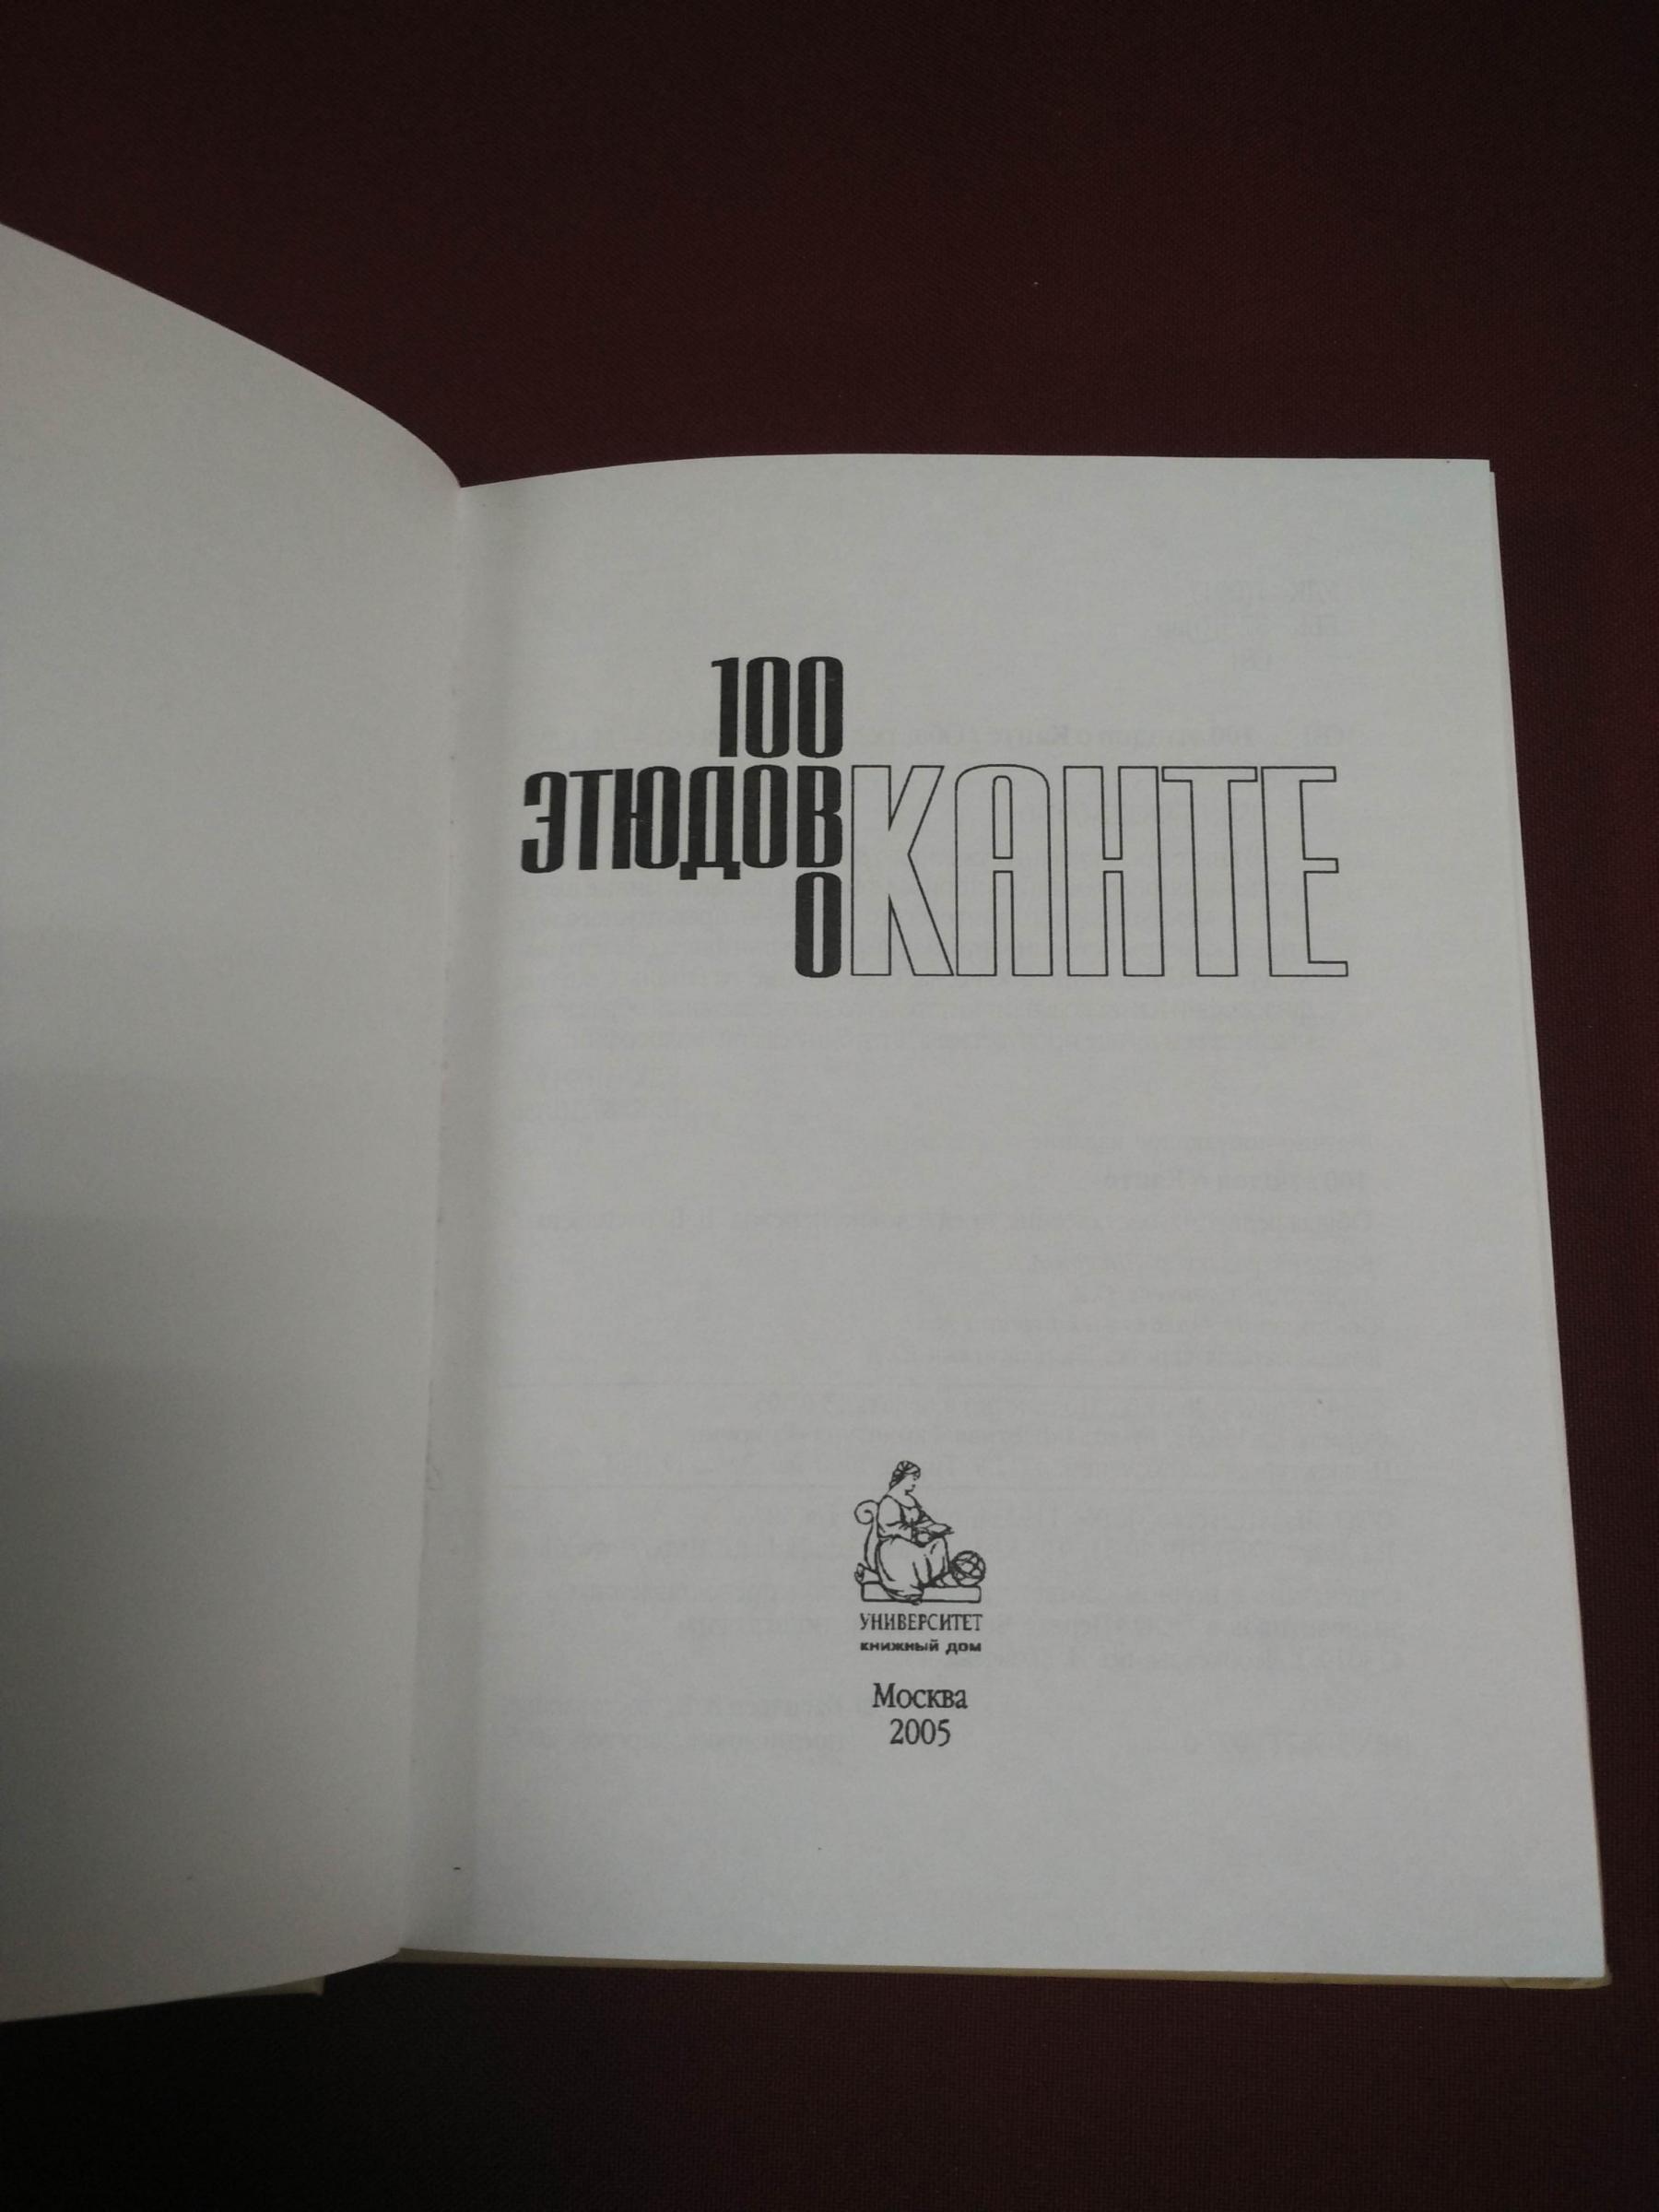 100
ЭТЮДОВ
О
КАНТЕ
УНИВЕРСИТЕТ
КНИЖНЫЙ ДОМ
Москва
2005